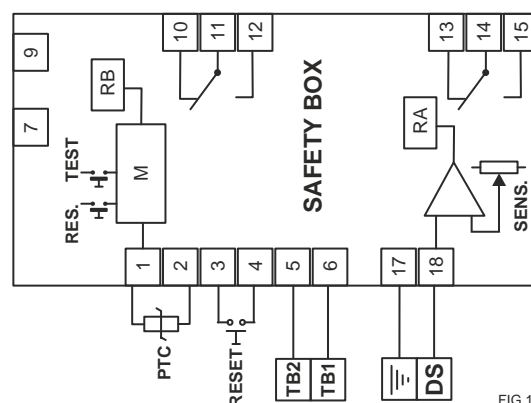 9
7
10
11
12
13
14
15
RB
RA
TEST
RES.
M
SAFETY BOX
SENS.
1
2
3
4
5
6
17
18
PTC
RESET
TB2
TB1
DS
FIG.1